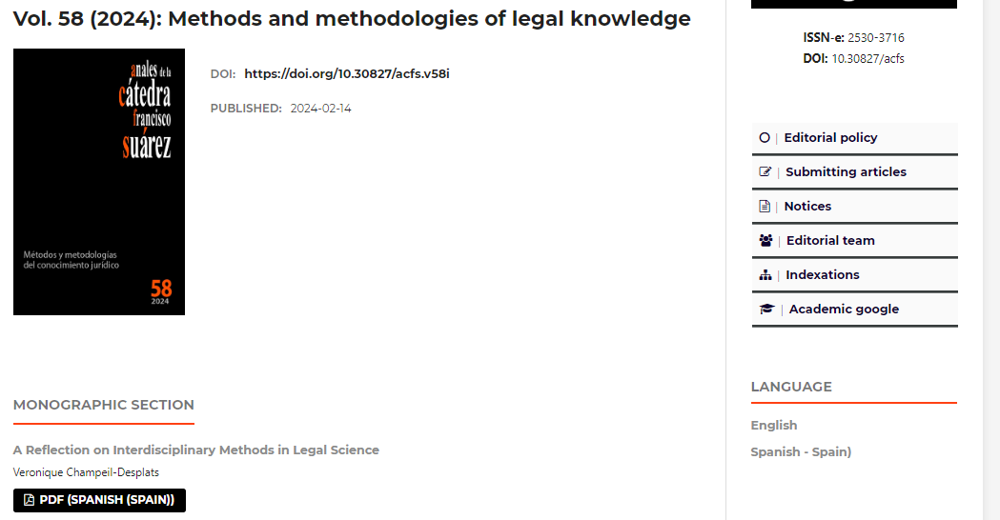 Vol. 58 (2024): Methods and methodologies of legal knowledge
anales de la
cátedra
francisco
suárez
Métodos y metodologías
del conocimiento jurídico
58
2024
DOI: https://doi.org/10.30827/acfs.v58i
PUBLISHED: 2024-02-14
MONOGRAPHIC SECTION
A Reflection on Interdisciplinary Methods in Legal Science
Veronique Champeil-Desplats
PDF (SPANISH (SPAIN))
ISSN-e: 2530-3716
DOI: 10.30827/acfs
| Editorial policy
| Submitting articles
| Notices
| Editorial team
| Indexations
| Academic google
LANGUAGE
English
Spanish - Spain)